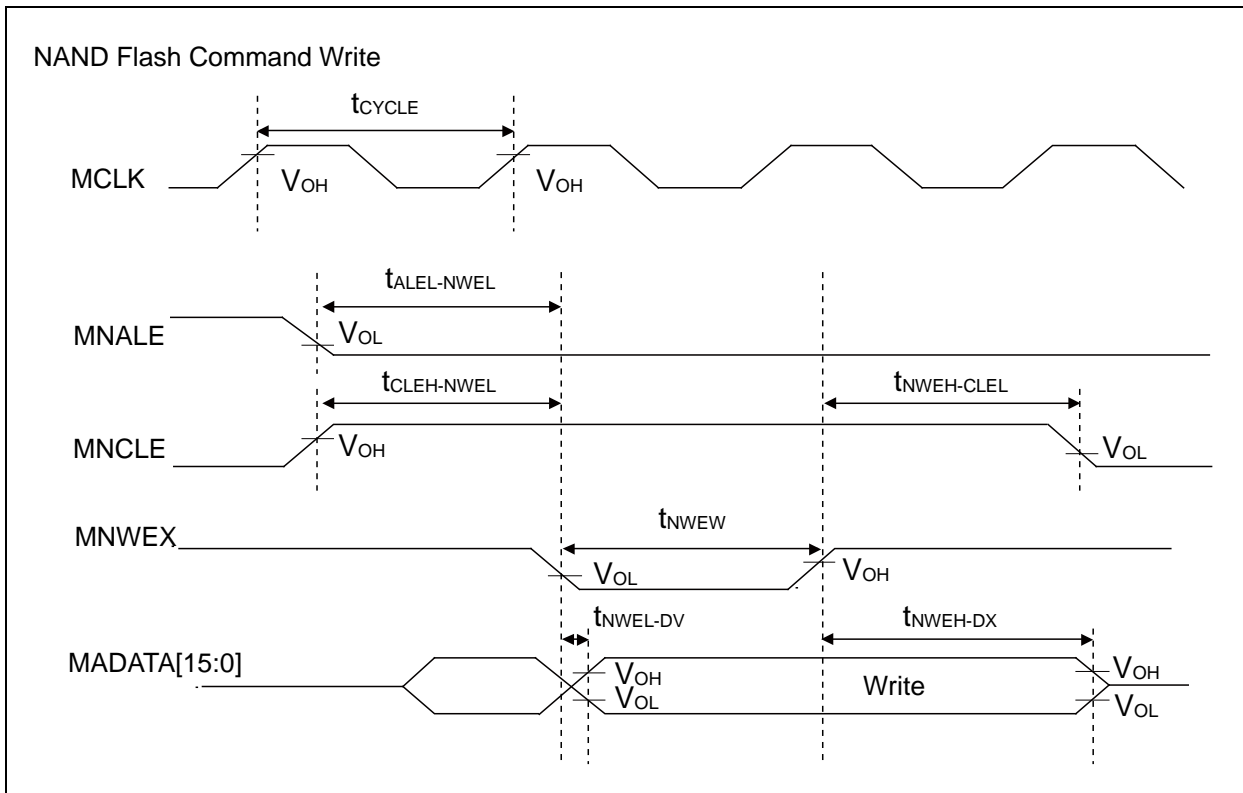 NAND Flash Command Write
tCYCLE
MCLK
VOH
VOH
tALEL-NWEL
MNALE
VOL
tCLEH-NWEL
tNWEH-CLEL
MNCLE
VOH
VOL
MNWEX
tNWEW
VOL
VOH
tNWEL-DV
tNWEH-DX
MADATA[15:0]
VOH
VOL
Write
VOH
VOL